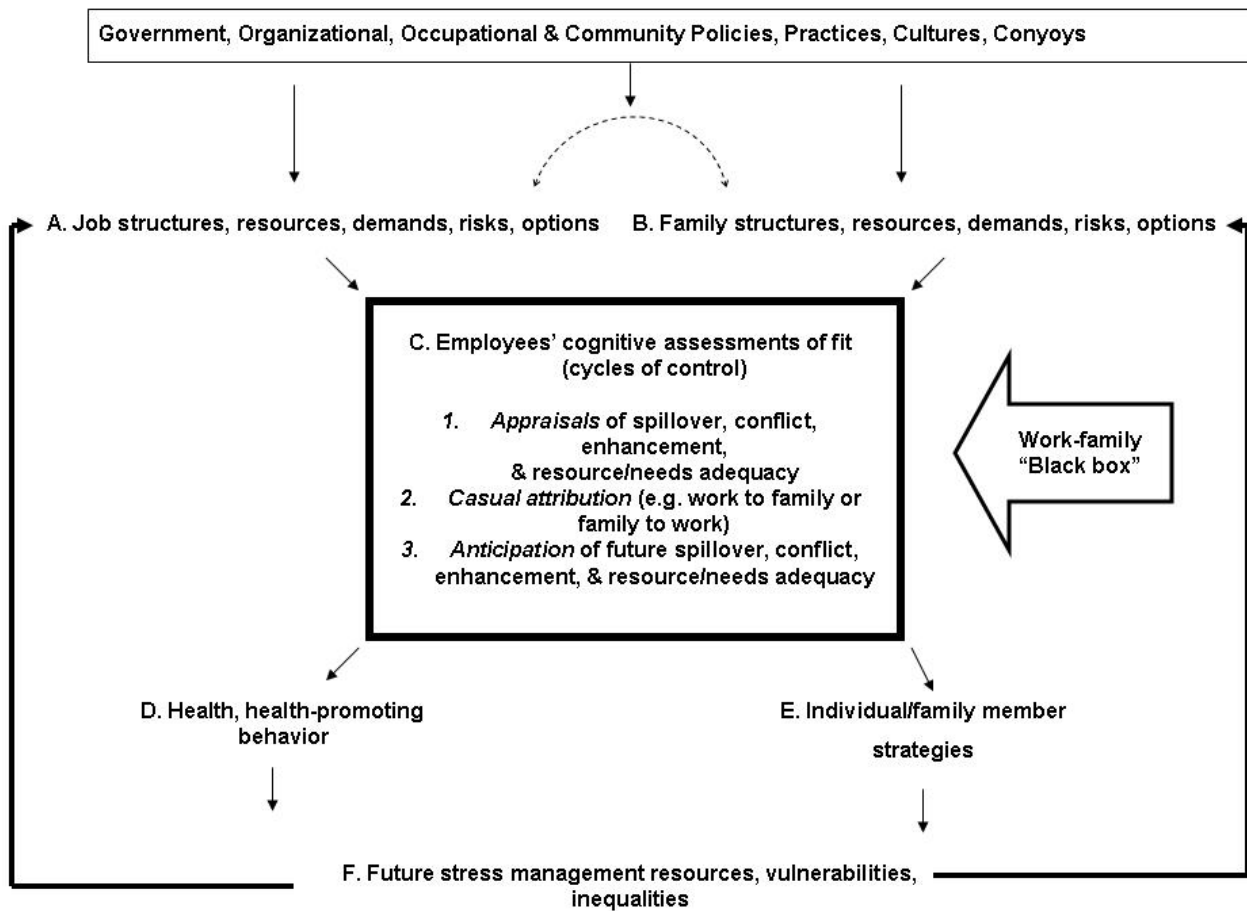 Government, Organizational, Occupational & Community Policies, Practices, Cultures, Conyoys
A. Job structures, resources, demands, risks, options
B. Family structures, resources, demands, risks, options
C. Employees’ cognitive assessments of fit
(cycles of control)
1. Appraisals of spillover, conflict,
enhancement,
& resource/needs adequacy
2. Casual attribution (e.g. work to family or
family to work)
3. Anticipation of future spillover, conflict,
enhancement, & resource/needs adequacy
Work-family
“Black box”
D. Health, health-promoting
behavior
E. Individual/family member
strategies
F. Future stress management resources, vulnerabilities,
inequalities